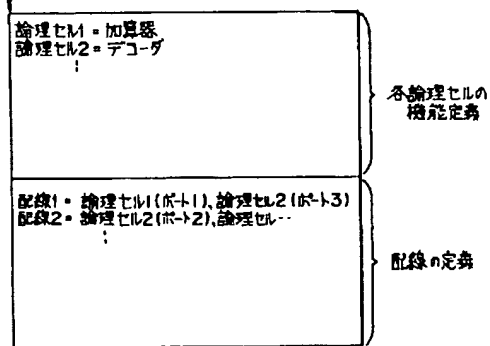 論理セル1 = 加算器
論理セル2 = デコーダ
⋮
各論理セルの
機能定義
配線1 = 論理セル1(ポート1), 論理セル2(ポート3)
配線2 = 論理セル2(ポート2), 論理セル‥
⋮
配線の定義